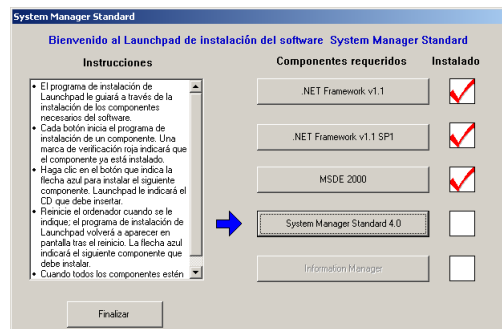 System Manager Standard
Bienvenido al Launchpad de instalación del software System Manager Standard
Instrucciones
Componentes requeridos
Instalado
• El programa de instalación de
Launchpad le guiará a través de la
instalación de los componentes
necesarios del software.
• Cada botón inicia el programa de
instalación de un componente. Una
marca de verificación roja indicará que
el componente ya está instalado.
• Haga clic en el botón que indica la
flecha azul para instalar el siguiente
componente. Launchpad le indicará el
CD que debe insertar.
• Reinicie el ordenador cuando se le
indique; el programa de instalación de
Launchpad volverá a aparecer en
pantalla tras el reinicio. La flecha azul
indicará el siguiente componente que
debe instalar.
• Cuando todos los componentes estén
.NET Framework v1.1
.NET Framework v1.1 SP1
MSDE 2000
System Manager Standard 4.0
Information Manager
Finalizar